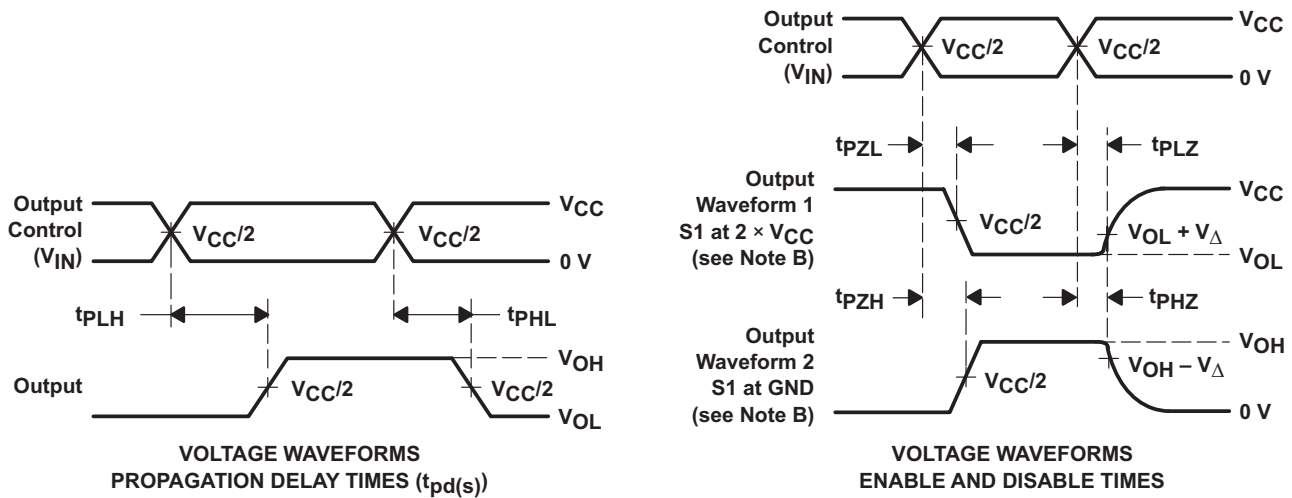 Output
Control
(VIN)
VCC
VCC/2
VCC/2
0 V
tPLH
tPHL
Output
VOH
VCC/2
VCC/2
VOL
VOLTAGE WAVEFORMS
PROPAGATION DELAY TIMES (tpd(s))
Output
Control
(VIN)
VCC
VCC/2
VCC/2
0 V
tPZL
tPLZ
Output
Waveform 1
S1 at 2 × VCC
(see Note B)
VCC
VCC/2
VOL + VΔ
VOL
tPZH
tPHZ
Output
Waveform 2
S1 at GND
(see Note B)
VOH
VCC/2
VOH – VΔ
0 V
VOLTAGE WAVEFORMS
ENABLE AND DISABLE TIMES